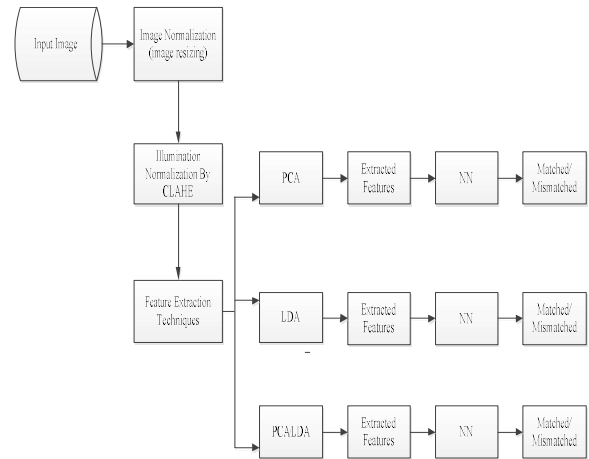 Input Image
Image Normalization
(image resizing)
Illumination
Normalization By
CLAHE
Feature Extraction
Techniques
PCA
Extracted
Features
NN
Matched/
Mismatched
LDA
Extracted
Features
NN
Matched/
Mismatched
PCALDA
Extracted
Features
NN
Matched/
Mismatched